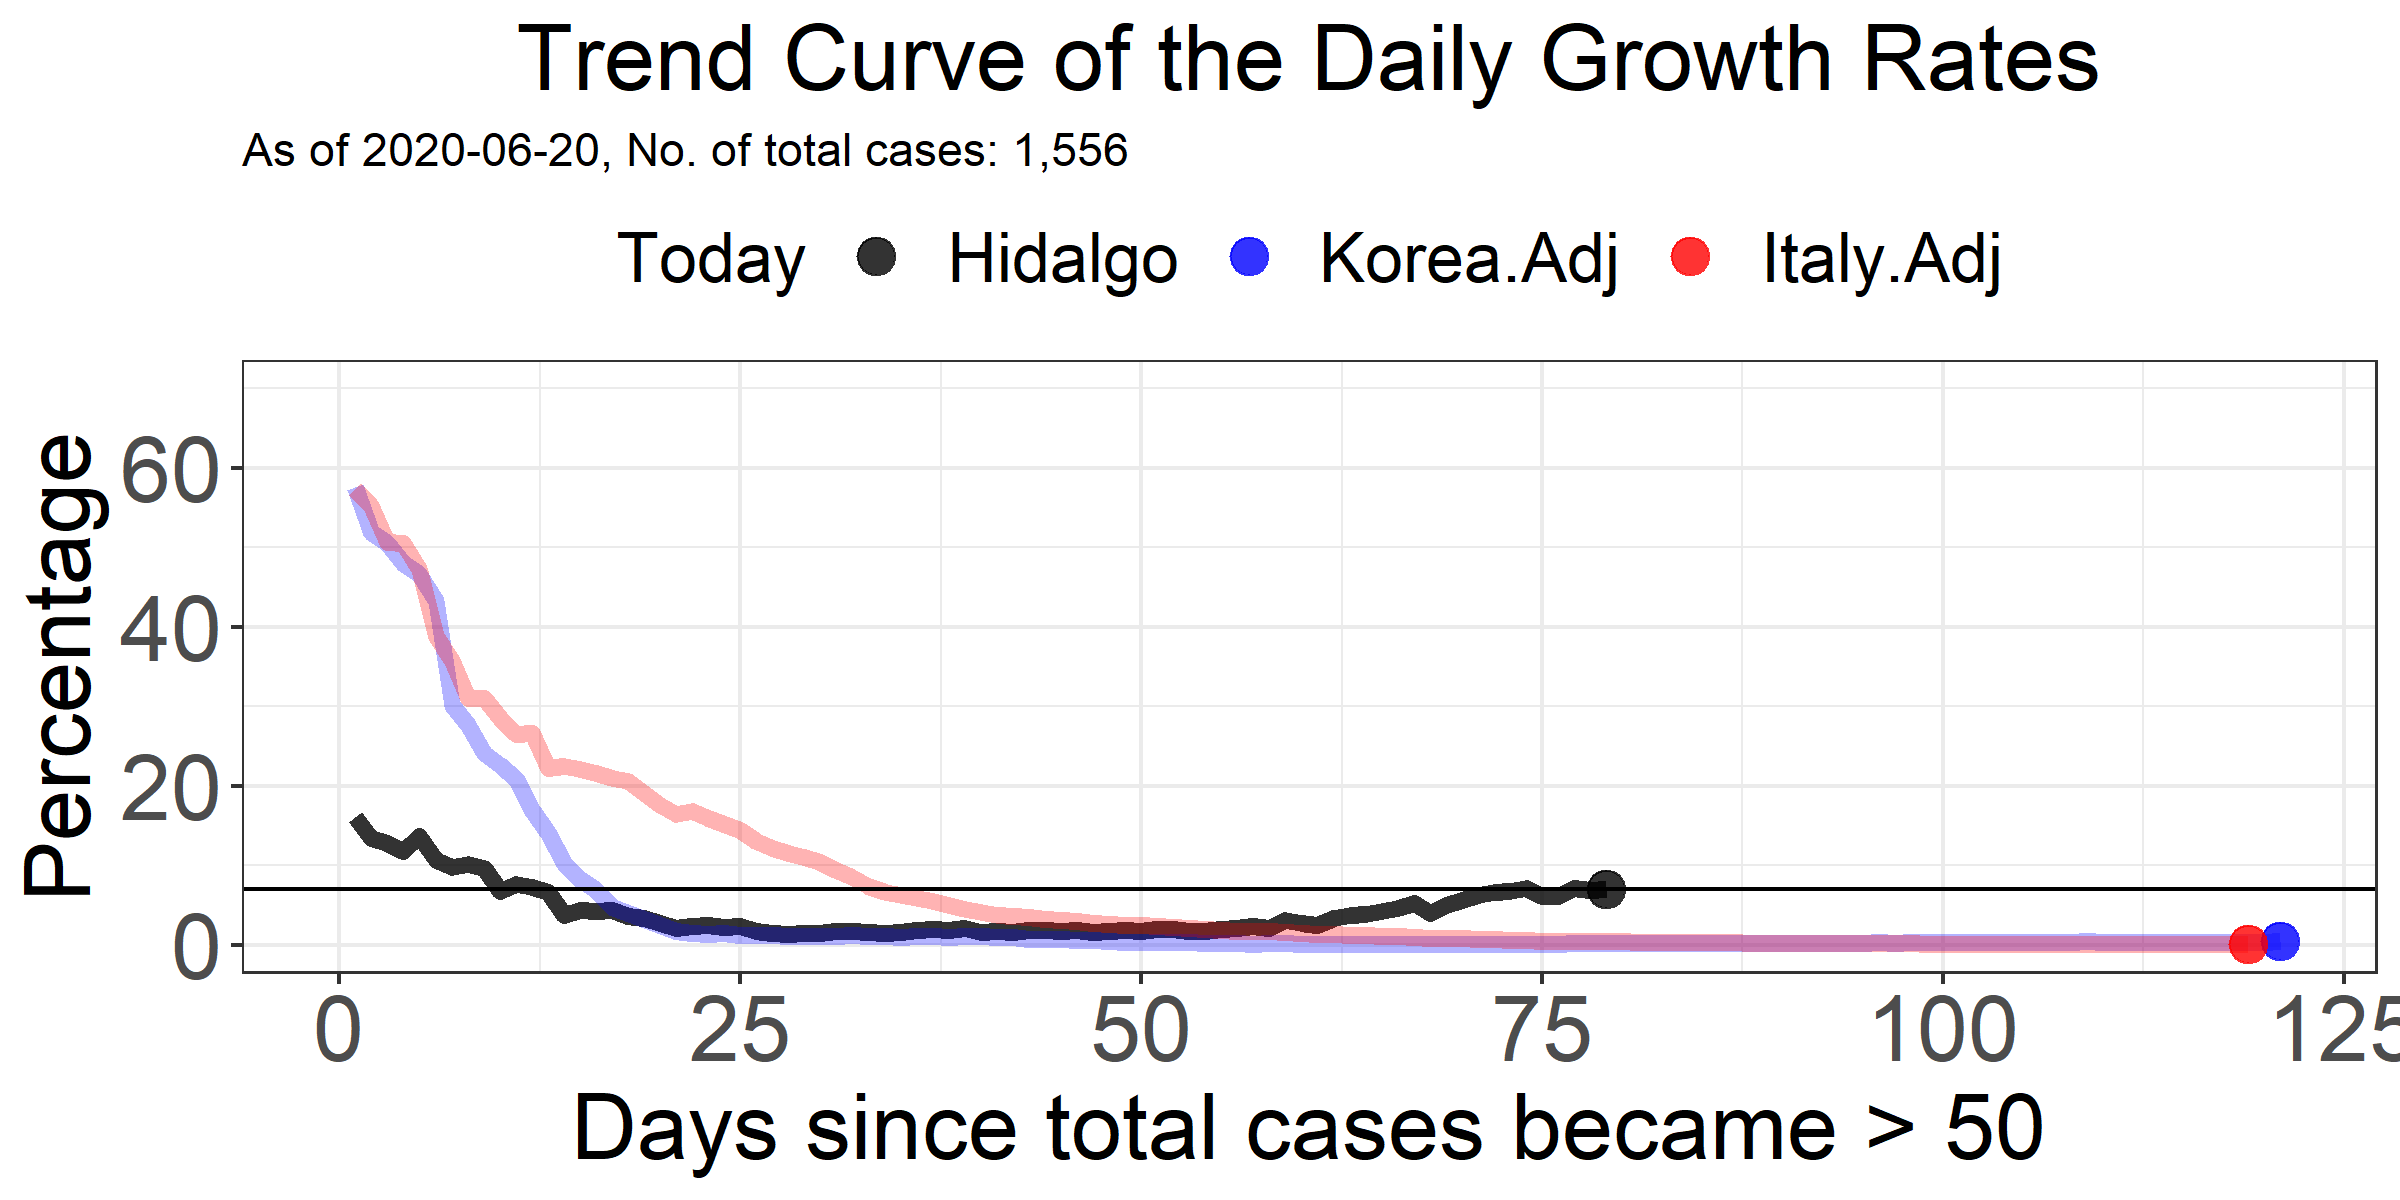 Trend Curve of the Daily Growth Rates
As of 2020-06-20, No. of total cases: 1,556
Today Hidalgo Korea.Adj Italy.Adj
Percentage
60
40
20
0
0 25 50 75 100 125
Days since total cases became > 50